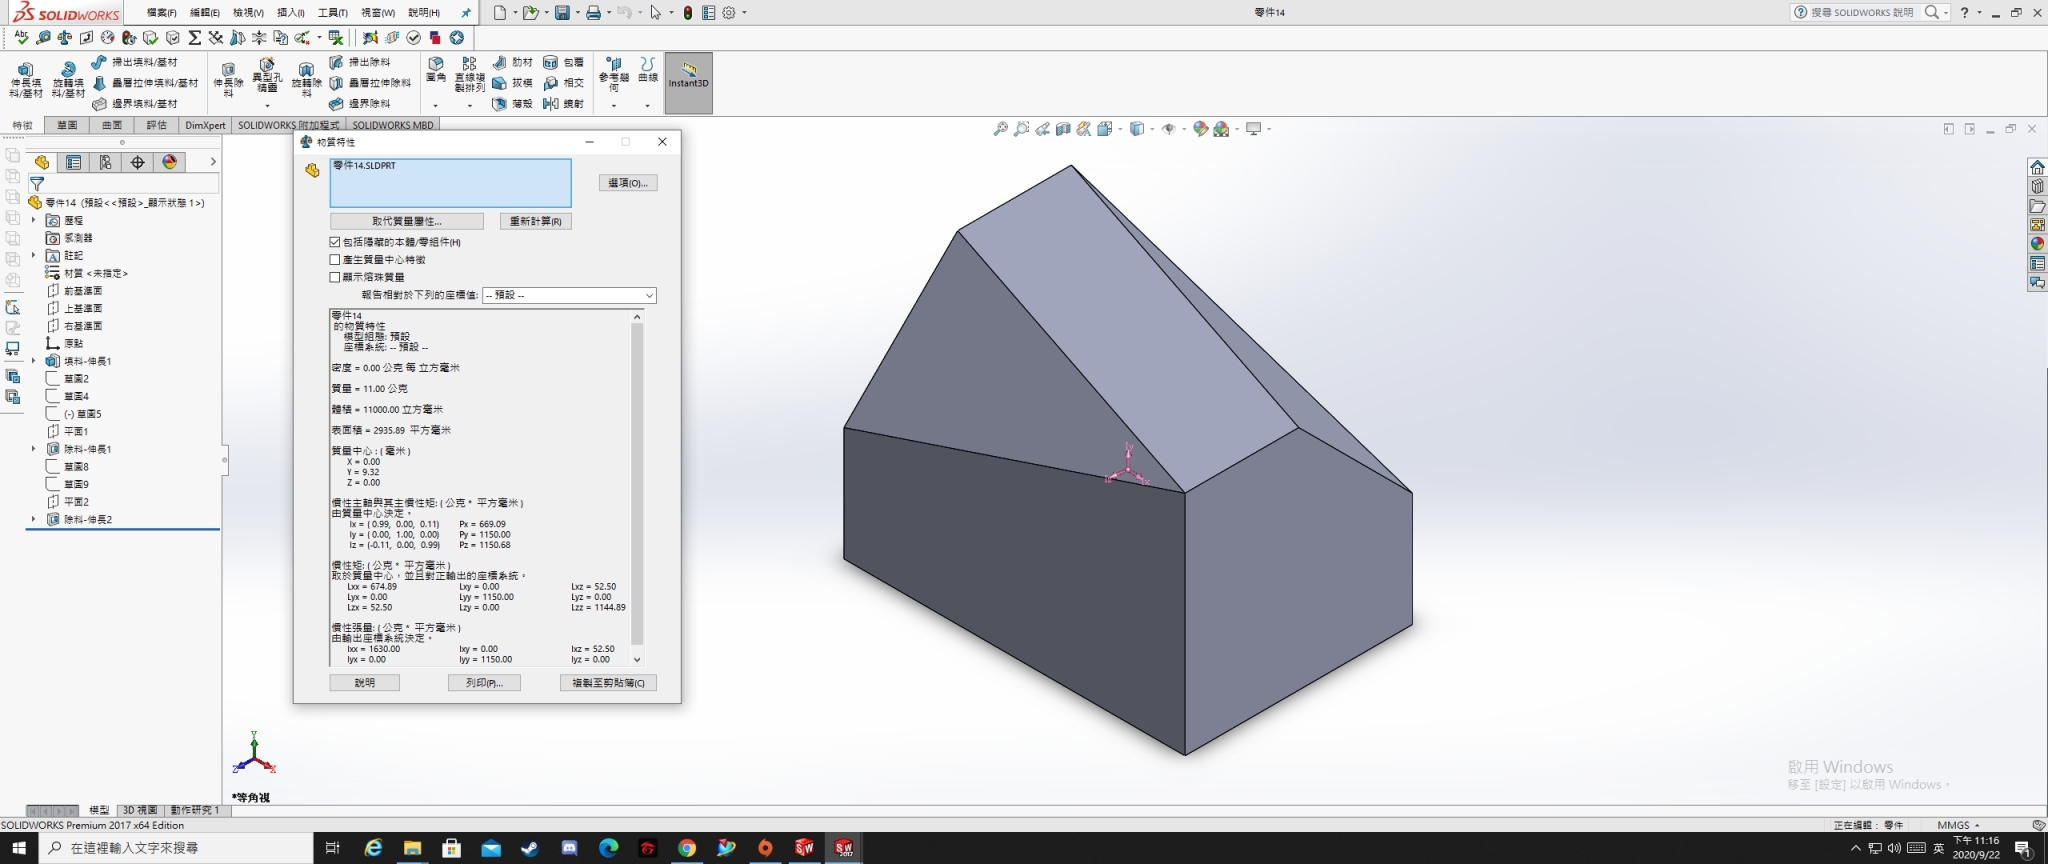 SOLIDWORKS 檔案(F) 編輯(E) 檢視(V) 插入(I) 工具(T) 視窗(W) 說明(H) 零件14 搜尋 SOLIDWORKS 說明
伸長填料/基材
旋轉填料/基材
掃出填料/基材
疊層拉伸填料/基材
邊界填料/基材
伸長除料
異型孔精靈
旋轉除料
掃出除料
疊層拉伸除料
邊界除料
圓角
直線複製排列
肋材
拔模
薄殼
包覆
相交
鏡射
參考幾何
曲線
Instant3D
特徵 草圖 曲面 評估 DimXpert SOLIDWORKS 附加程式 SOLIDWORKS MBD
零件14 (預設<<預設>_顯示狀態 1>)
歷程
感測器
註記
材質 <未指定>
前基準面
上基準面
右基準面
原點
填料-伸長1
草圖2
草圖4
(-) 草圖5
平面1
除料-伸長1
草圖8
草圖9
平面2
除料-伸長2
物質特性
零件14.SLDPRT
選項(O)...
取代質量屬性... 重新計算(R)
包括隱藏的本體/零組件(H)
產生質量中心特徵
顯示熔珠質量
報告相對於下列的座標值: -- 預設 --
零件14
的物質特性
模型組態: 預設
座標系統: -- 預設 --
密度 = 0.00 公克 每 立方毫米
質量 = 11.00 公克
體積 = 11000.00 立方毫米
表面積 = 2935.89 平方毫米
質量中心 : ( 毫米 )
X = 0.00
Y = 9.32
Z = 0.00
慣性主軸與其主慣性矩: ( 公克 * 平方毫米 )
由質量中心決定。
Ix = ( 0.99, 0.00, 0.11) Px = 669.09
Iy = ( 0.00, 1.00, 0.00) Py = 1150.00
Iz = (-0.11, 0.00, 0.99) Pz = 1150.68
慣性矩: ( 公克 * 平方毫米 )
取於質量中心，並且對正輸出的座標系統。
Lxx = 674.89 Lxy = 0.00 Lxz = 52.50
Lyx = 0.00 Lyy = 1150.00 Lyz = 0.00
Lzx = 52.50 Lzy = 0.00 Lzz = 1144.89
慣性張量: ( 公克 * 平方毫米 )
由輸出座標系統決定。
Ixx = 1630.00 Ixy = 0.00 Ixz = 52.50
Iyx = 0.00 Iyy = 1150.00 Iyz = 0.00
說明 列印(P)... 複製至剪貼簿(C)
Y
Z X
*等角視
啟用 Windows
移至 [設定] 以啟用 Windows。
模型 3D 視圖 動作研究 1
SOLIDWORKS Premium 2017 x64 Edition 正在編輯： 零件 MMGS
在這裡輸入文字來搜尋
英
下午 11:16
2020/9/22